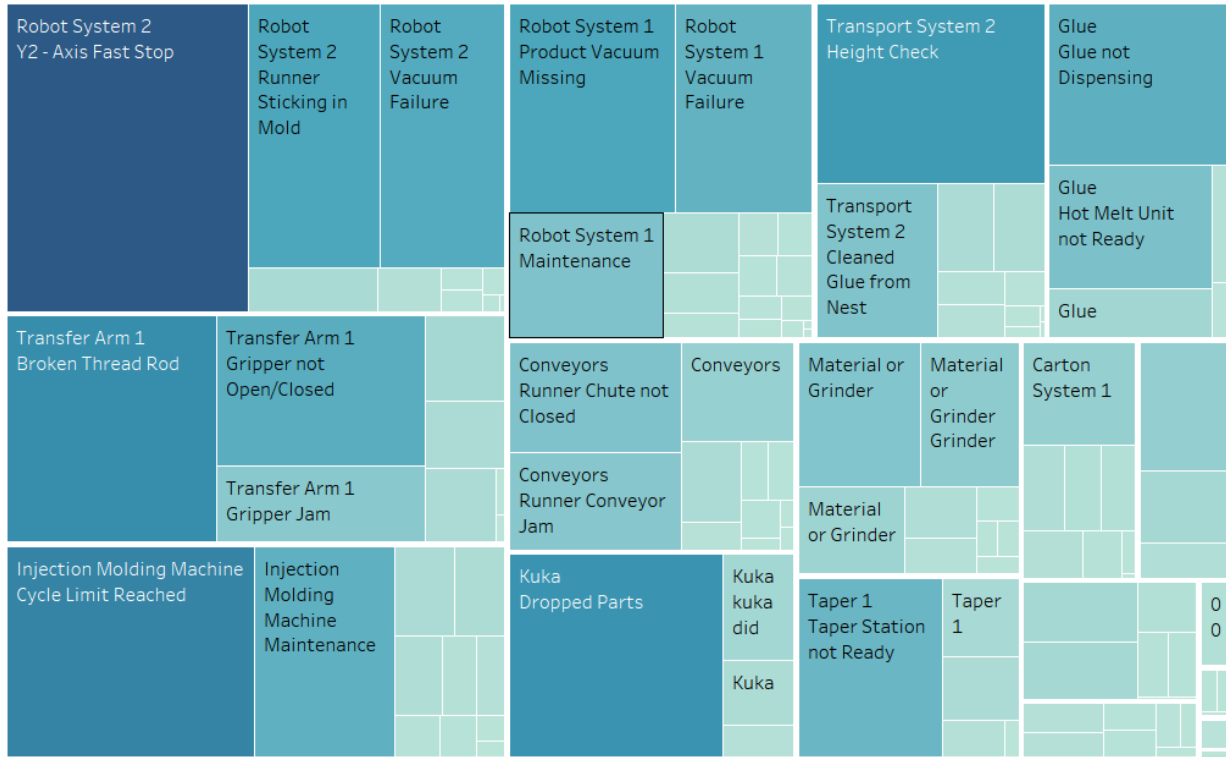 Robot System 2
Y2 - Axis Fast Stop
Robot
System 2
Runner
Sticking in
Mold
Robot
System 2
Vacuum
Failure
Robot System 1
Product Vacuum
Missing
Robot
System 1
Vacuum
Failure
Robot System 1
Maintenance
Transport System 2
Height Check
Transport
System 2
Cleaned
Glue from
Nest
Glue
Glue not
Dispensing
Glue
Hot Melt Unit
not Ready
Glue
Transfer Arm 1
Broken Thread Rod
Transfer Arm 1
Gripper not
Open/Closed
Transfer Arm 1
Gripper Jam
Conveyors
Runner Chute not
Closed
Conveyors
Conveyors
Runner Conveyor
Jam
Material or
Grinder
Material
or
Grinder
Grinder
Material
or Grinder
Carton
System 1
Injection Molding Machine
Cycle Limit Reached
Injection
Molding
Machine
Maintenance
Kuka
Dropped Parts
Kuka
kuka
did
Kuka
Taper 1
Taper Station
not Ready
Taper
1
0
0